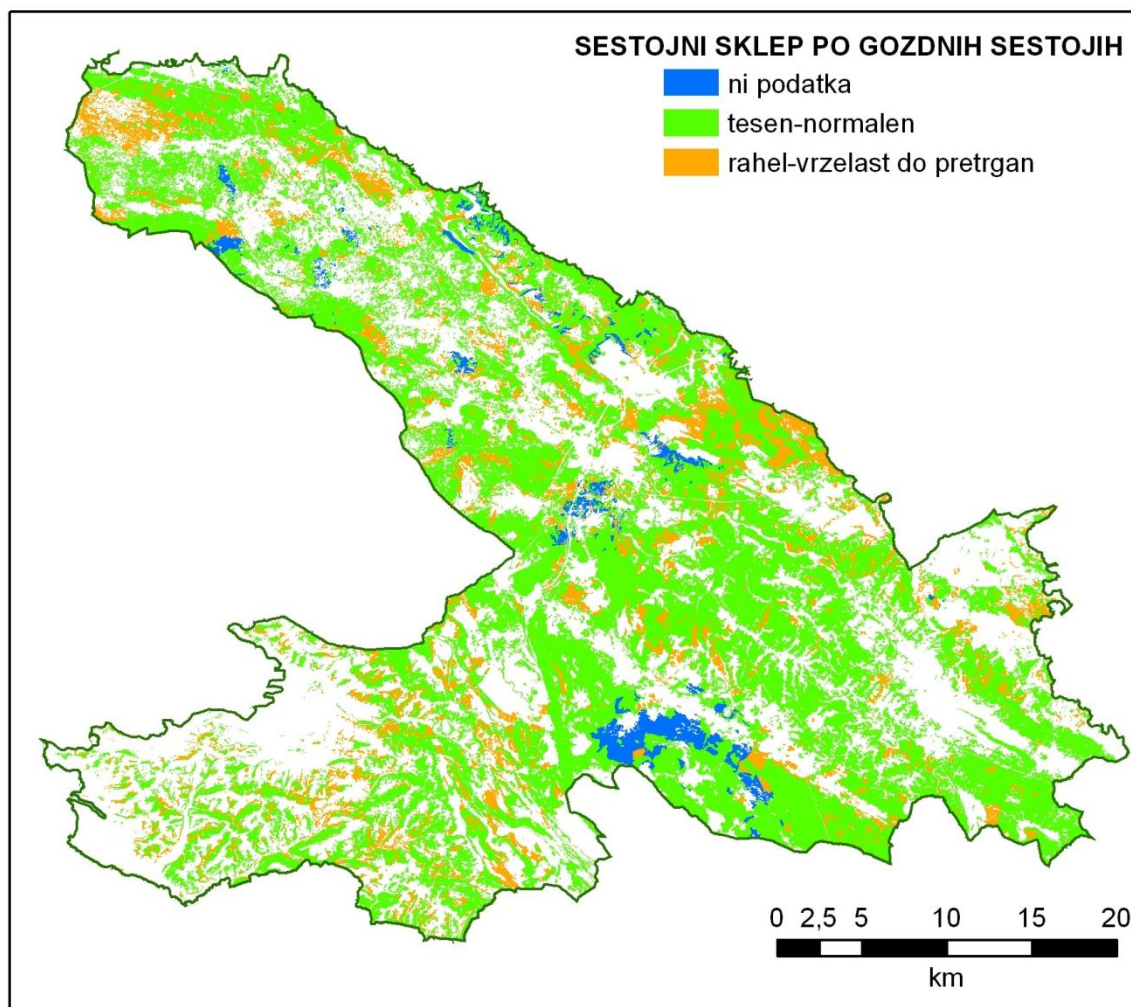 SESTOJNI SKLEP PO GOZDNIH SESTOJIH
ni podatka
tesen-normalen
rahel-vrzelast do pretrgan
0 2,5 5 10 15 20
km